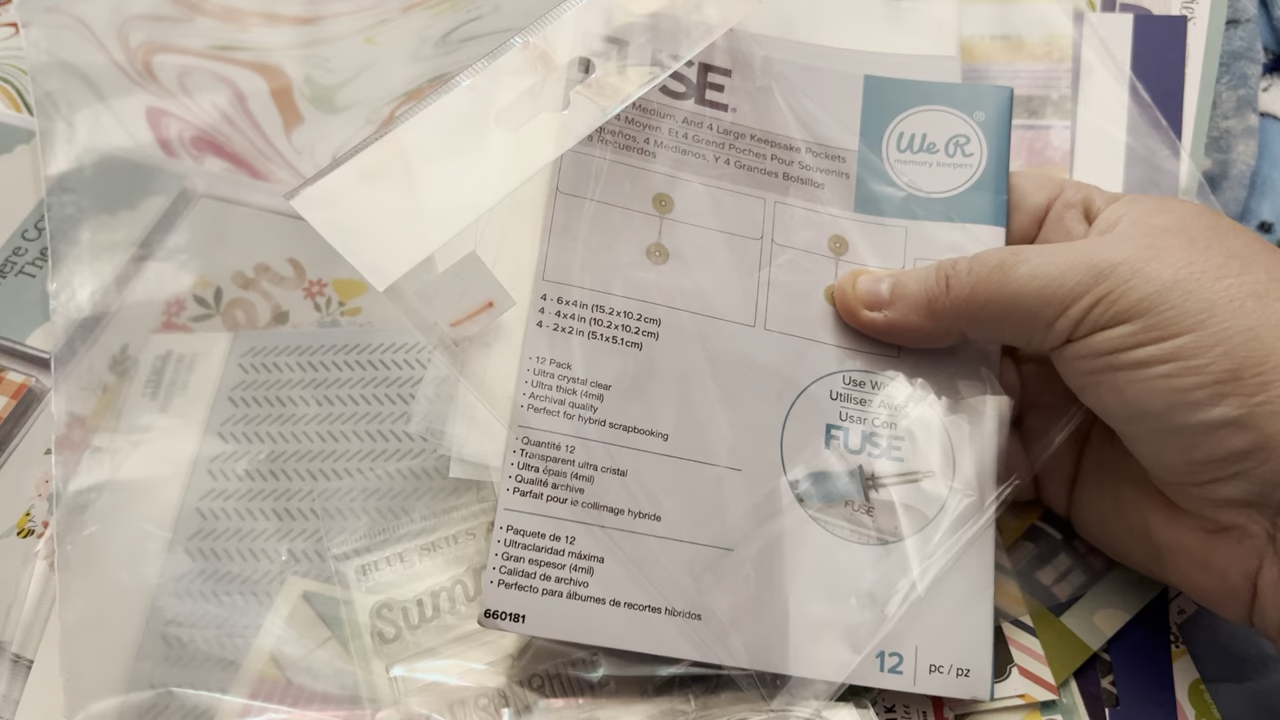 FUSE
Medium, And 4 Large Keepsake Pockets
4 Moyen, Et 4 Grand Poches Pour Souvenirs
4 Medianos, Y 4 Grandes Bolsillos
a Recuerdos
We R®
memory keepers
4 - 6x4in (15.2x10.2cm)
4 - 4x4in (10.2x10.2cm)
4 - 2x2in (5.1x5.1cm)
• 12 Pack
• Ultra crystal clear
• Ultra thick (4mil)
• Archival quality
• Perfect for hybrid scrapbooking
• Quantité 12
• Transparent ultra cristal
• Ultra épais (4mil)
• Qualité archive
• Parfait pour le collimage hybride
• Paquete de 12
• Ultraclaridad máxima
• Gran espesor (4mil)
• Calidad de archivo
• Perfecto para álbumes de recortes híbridos
660181
Use
Utilisez
Usar Con
FUSE
FUSE
12 pc / pz
BLUE SKIES